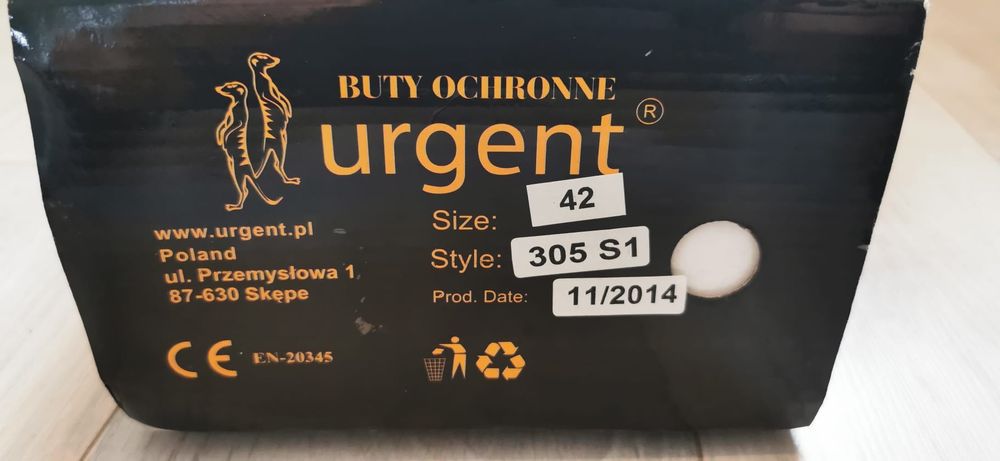 BUTY OCHRONNE
urgent®
www.urgent.pl
Poland
ul. Przemysłowa 1
87-630 Skępe
Size: 42
Style: 305 S1
Prod. Date: 11/2014
CE EN-20345